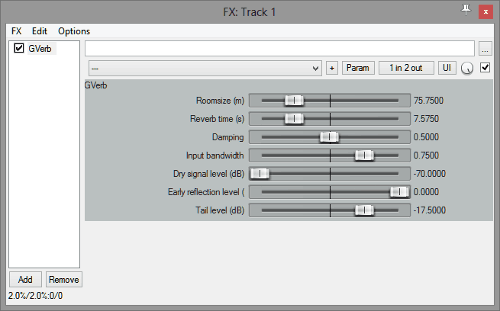 FX: Track 1
x
FX Edit Options
GVerb
...
---
+ Param 1 in 2 out UI
GVerb
Roomsize (m) 75.7500
Reverb time (s) 7.5750
Damping 0.5000
Input bandwidth 0.7500
Dry signal level (dB) -70.0000
Early reflection level ( 0.0000
Tail level (dB) -17.5000
Add Remove
2.0%/2.0%:0/0